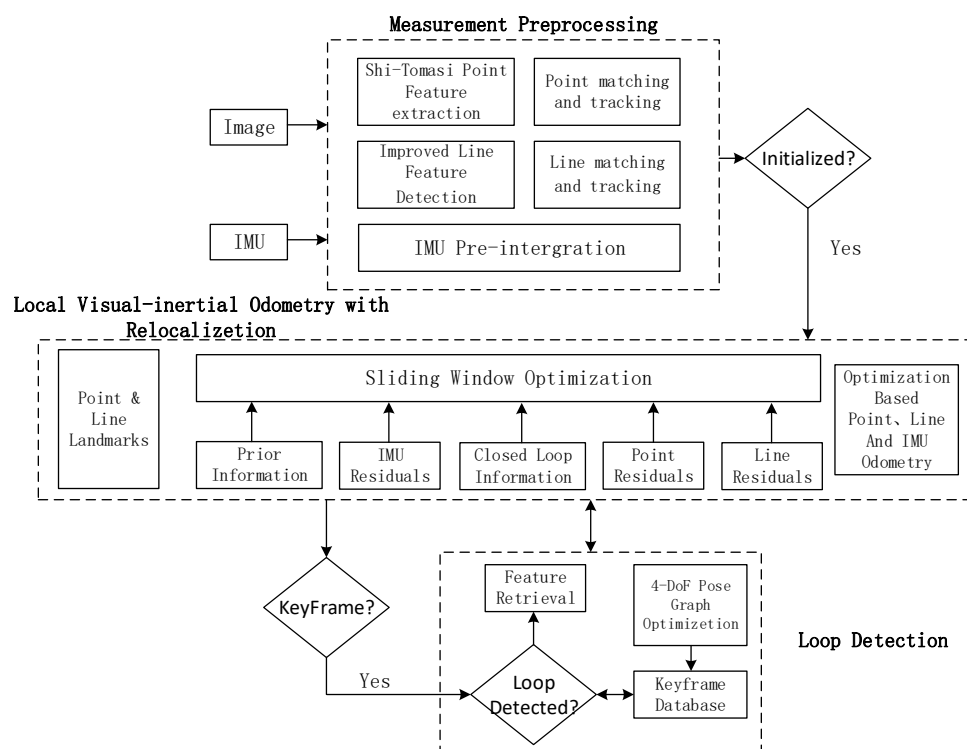 Measurement Preprocessing
Shi-Tomasi Point
Feature
extraction
Point matching
and tracking
Image
Improved Line
Feature
Detection
Line matching
and tracking
Initialized?
IMU
IMU Pre-intergration
Yes
Local Visual-inertial Odometry with
Relocalizetion
Point &
Line
Landmarks
Sliding Window Optimization
Optimization
Based
Point、Line
And IMU
Odometry
Prior
Information
IMU
Residuals
Closed Loop
Information
Point
Residuals
Line
Residuals
KeyFrame?
Feature
Retrieval
4-DoF Pose
Graph
Optimizetion
Loop Detection
Yes
Loop
Detected?
Keyframe
Database